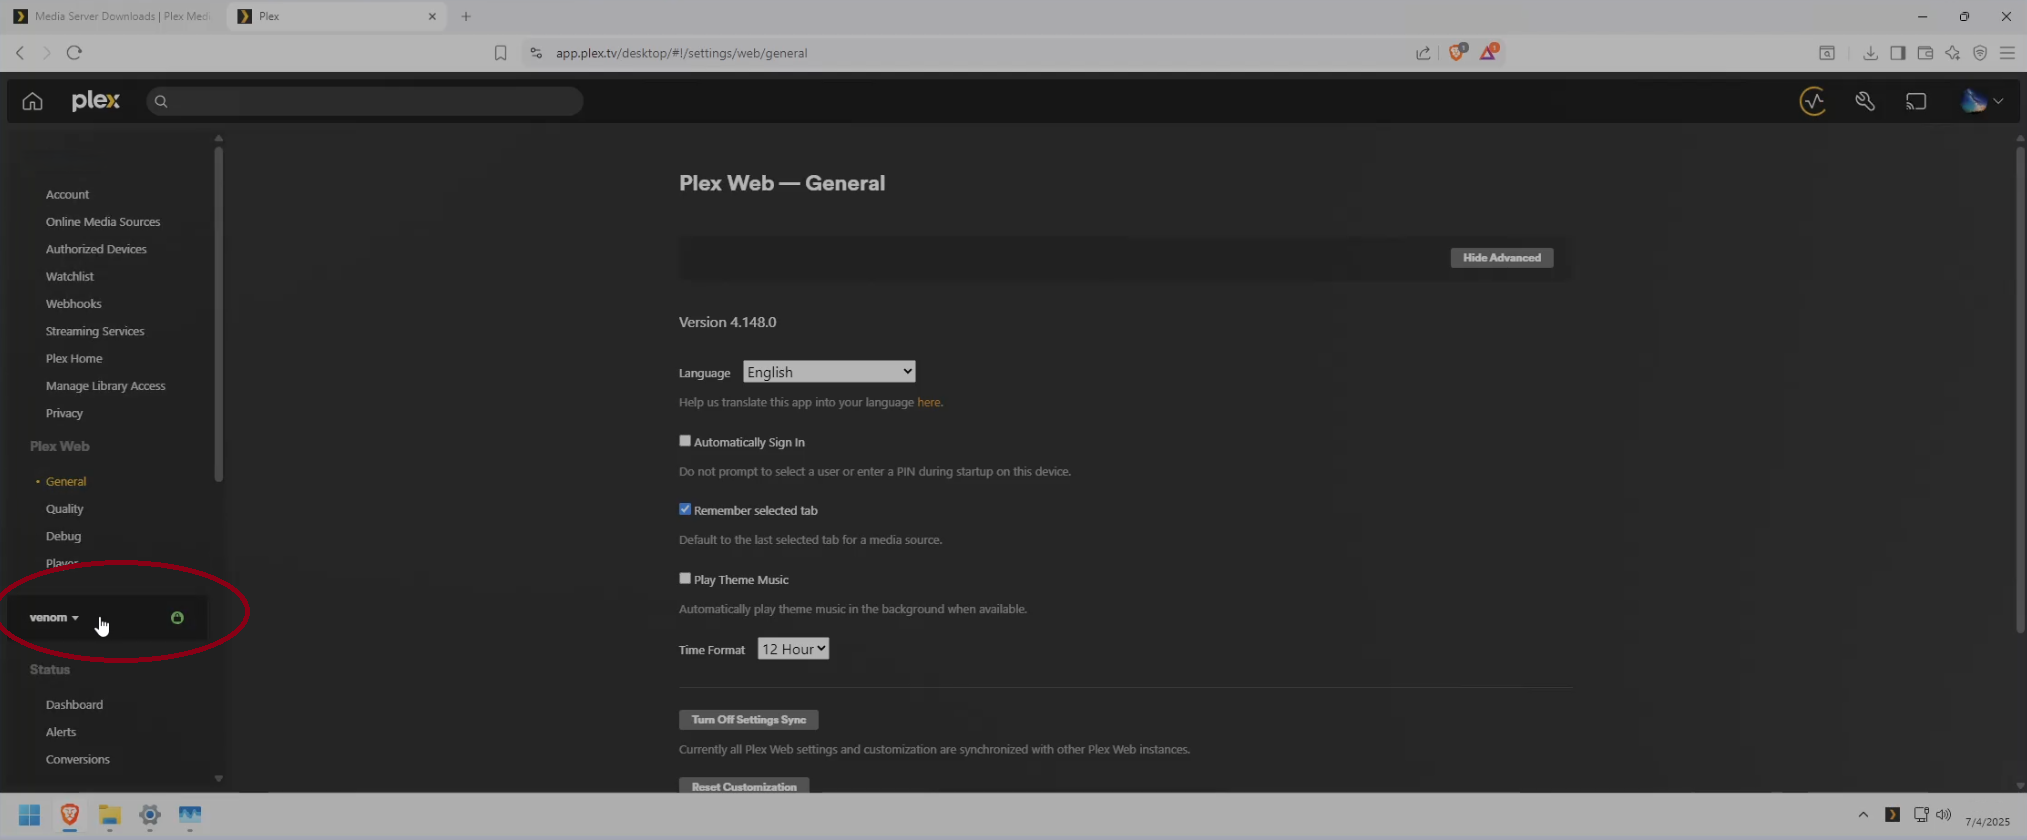 Media Server Downloads | Plex Medi
Plex
app.plex.tv/desktop/#!/settings/web/general
plex
Account
Online Media Sources
Authorized Devices
Watchlist
Webhooks
Streaming Services
Plex Home
Manage Library Access
Privacy
Plex Web
General
Quality
Debug
Player
venom
Status
Dashboard
Alerts
Conversions
Plex Web — General
Hide Advanced
Version 4.148.0
Language English
Help us translate this app into your language here.
Automatically Sign In
Do not prompt to select a user or enter a PIN during startup on this device.
Remember selected tab
Default to the last selected tab for a media source.
Play Theme Music
Automatically play theme music in the background when available.
Time Format 12 Hour
Turn Off Settings Sync
Currently all Plex Web settings and customization are synchronized with other Plex Web instances.
Reset Customization
7/4/2025